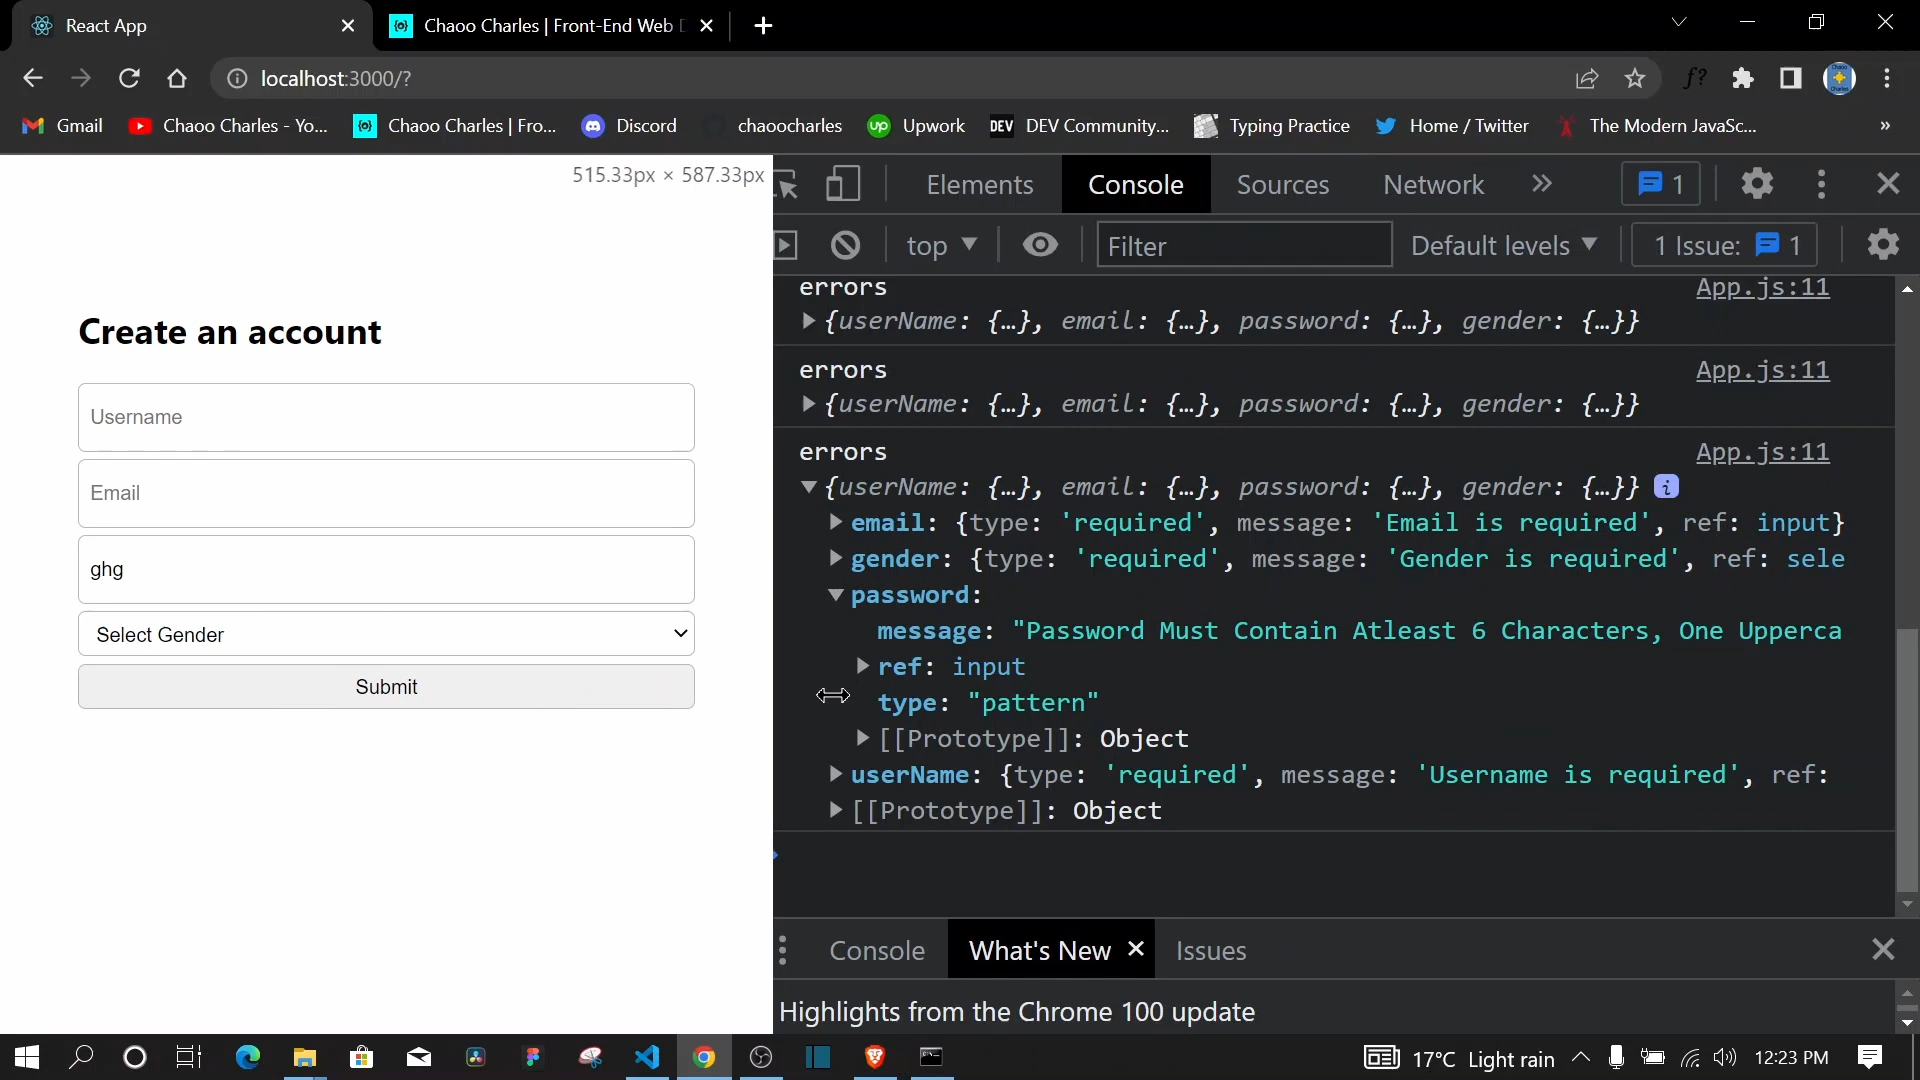 React App
Chaoo Charles | Front-End Web
localhost:3000/?
f?
Gmail
Chaoo Charles - Yo...
Chaoo Charles | Fro...
Discord
chaoocharles
up Upwork
DEV DEV Community...
Typing Practice
Home / Twitter
The Modern JavaSc...
»
515.33px × 587.33px
Elements
Console
Sources
Network
»
1
top
Filter
Default levels
1 Issue: 1
Create an account
Username
Email
ghg
Select Gender
Submit
errors App.js:11
{userName: {…}, email: {…}, password: {…}, gender: {…}}
errors App.js:11
{userName: {…}, email: {…}, password: {…}, gender: {…}}
errors App.js:11
{userName: {…}, email: {…}, password: {…}, gender: {…}} i
email: {type: 'required', message: 'Email is required', ref: input}
gender: {type: 'required', message: 'Gender is required', ref: sele
password:
message: "Password Must Contain Atleast 6 Characters, One Upperca
ref: input
type: "pattern"
[[Prototype]]: Object
userName: {type: 'required', message: 'Username is required', ref:
[[Prototype]]: Object
Console
What's New
Issues
Highlights from the Chrome 100 update
17°C Light rain
12:23 PM